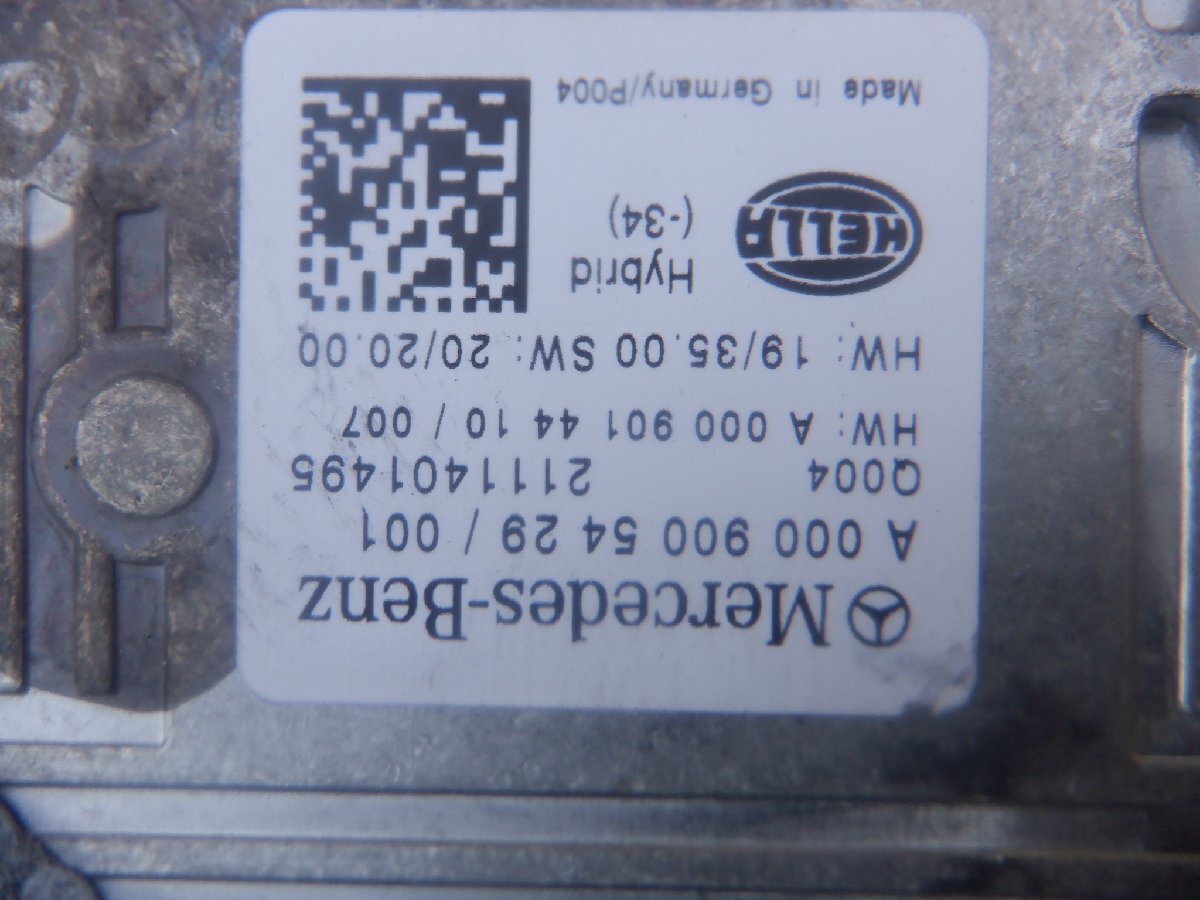 Mercedes-Benz
A 000 900 54 29 / 001
Q004 2111401495
HW: A 000 901 44 10 / 007
HW: 19/35.00 SW: 20/20.00
HELLA
Hybrid
(-34)
Made in Germany/P004